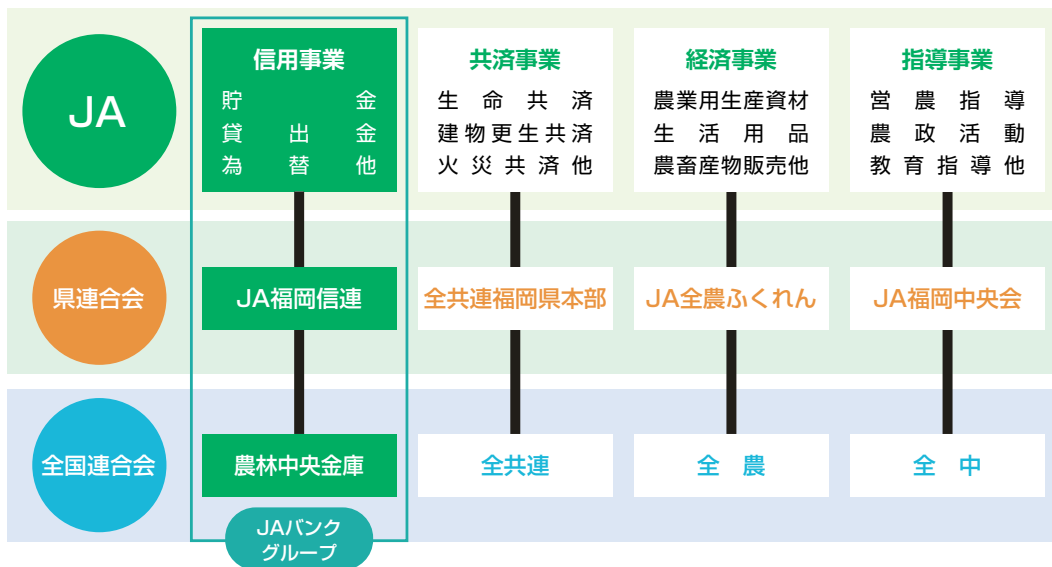 JA
信用事業
貯金
貸出金
為替他
共済事業
生命共済
建物更生共済
火災共済他
経済事業
農業用生産資材
生活用品
農畜産物販売他
指導事業
営農指導
農政活動
教育指導他
県連合会
JA福岡信連
全共連福岡県本部
JA全農ふくれん
JA福岡中央会
全国連合会
農林中央金庫
全共連
全農
全中
JAバンク
グループ